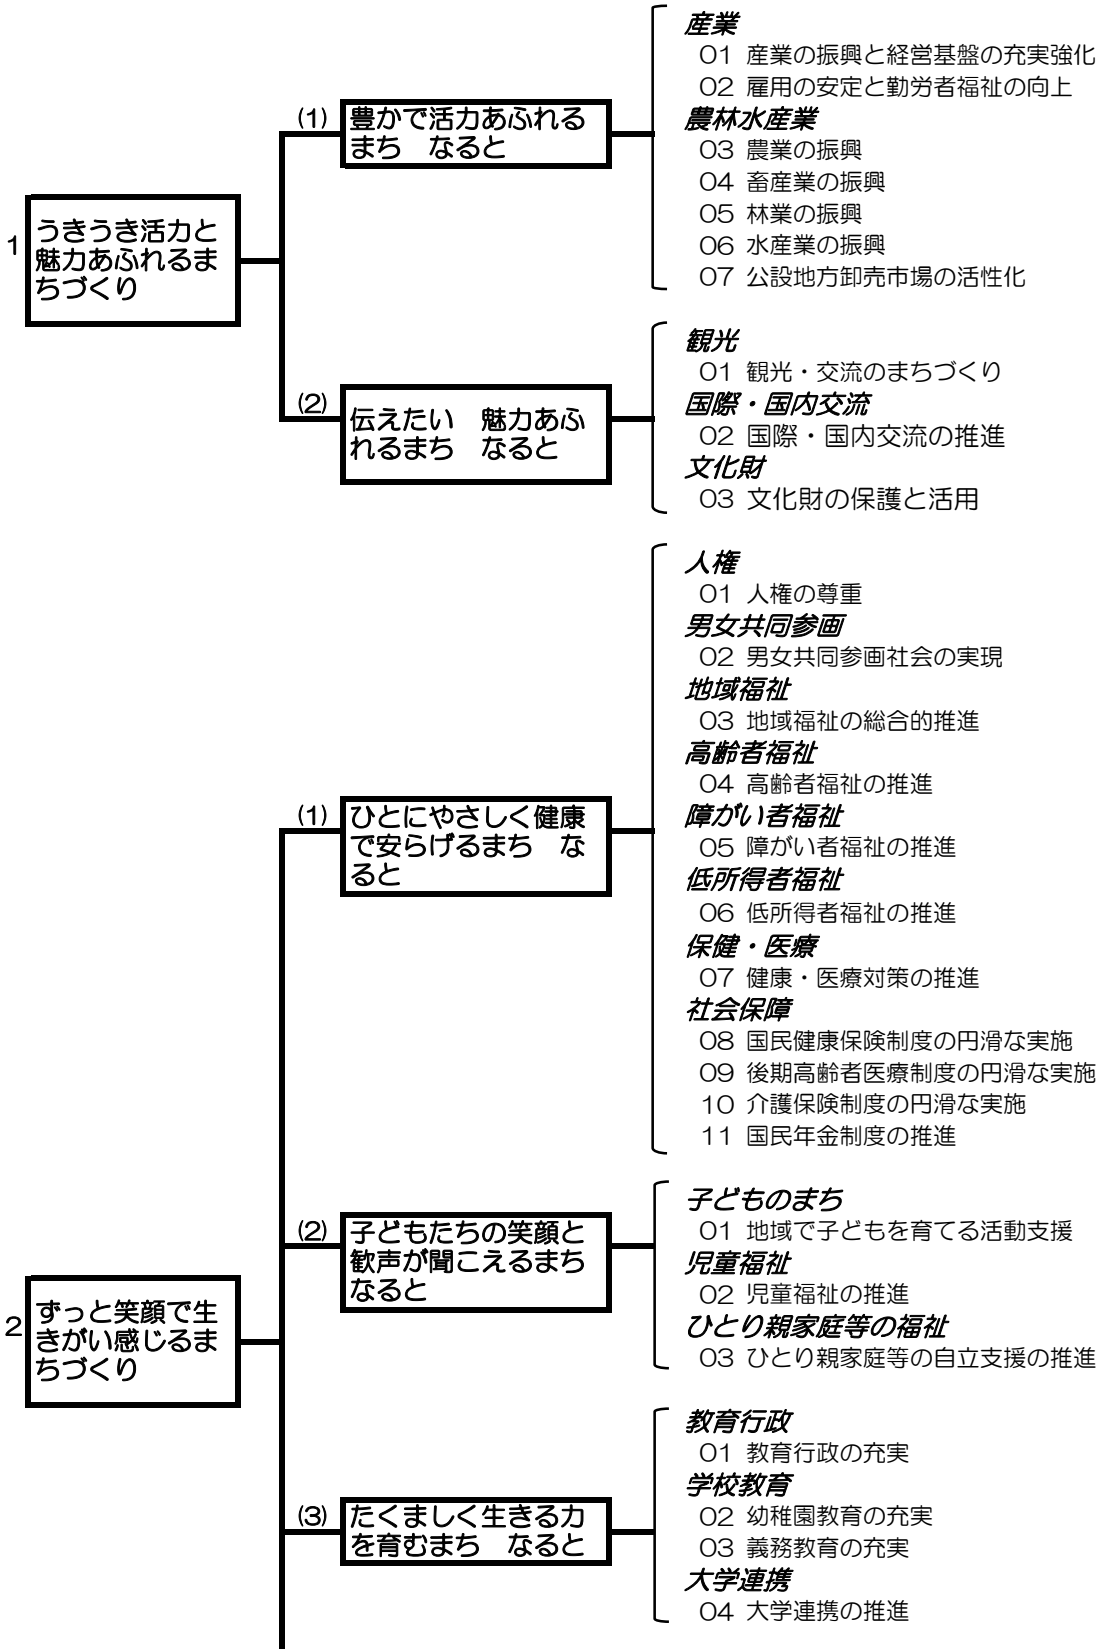 1
うきうき活力と
魅力あふれるま
ちづくり
(1)
豊かで活力あふれる
まち　なると
産業
01 産業の振興と経営基盤の充実強化
02 雇用の安定と勤労者福祉の向上
農林水産業
03 農業の振興
04 畜産業の振興
05 林業の振興
06 水産業の振興
07 公設地方卸売市場の活性化
(2)
伝えたい　魅力あふ
れるまち　なると
観光
01 観光・交流のまちづくり
国際・国内交流
02 国際・国内交流の推進
文化財
03 文化財の保護と活用
2
ずっと笑顔で生
きがい感じるま
ちづくり
(1)
ひとにやさしく健康
で安らげるまち　な
ると
人権
01 人権の尊重
男女共同参画
02 男女共同参画社会の実現
地域福祉
03 地域福祉の総合的推進
高齢者福祉
04 高齢者福祉の推進
障がい者福祉
05 障がい者福祉の推進
低所得者福祉
06 低所得者福祉の推進
保健・医療
07 健康・医療対策の推進
社会保障
08 国民健康保険制度の円滑な実施
09 後期高齢者医療制度の円滑な実施
10 介護保険制度の円滑な実施
11 国民年金制度の推進
(2)
子どもたちの笑顔と
歓声が聞こえるまち
なると
子どものまち
01 地域で子どもを育てる活動支援
児童福祉
02 児童福祉の推進
ひとり親家庭等の福祉
03 ひとり親家庭等の自立支援の推進
(3)
たくましく生きる力
を育むまち　なると
教育行政
01 教育行政の充実
学校教育
02 幼稚園教育の充実
03 義務教育の充実
大学連携
04 大学連携の推進